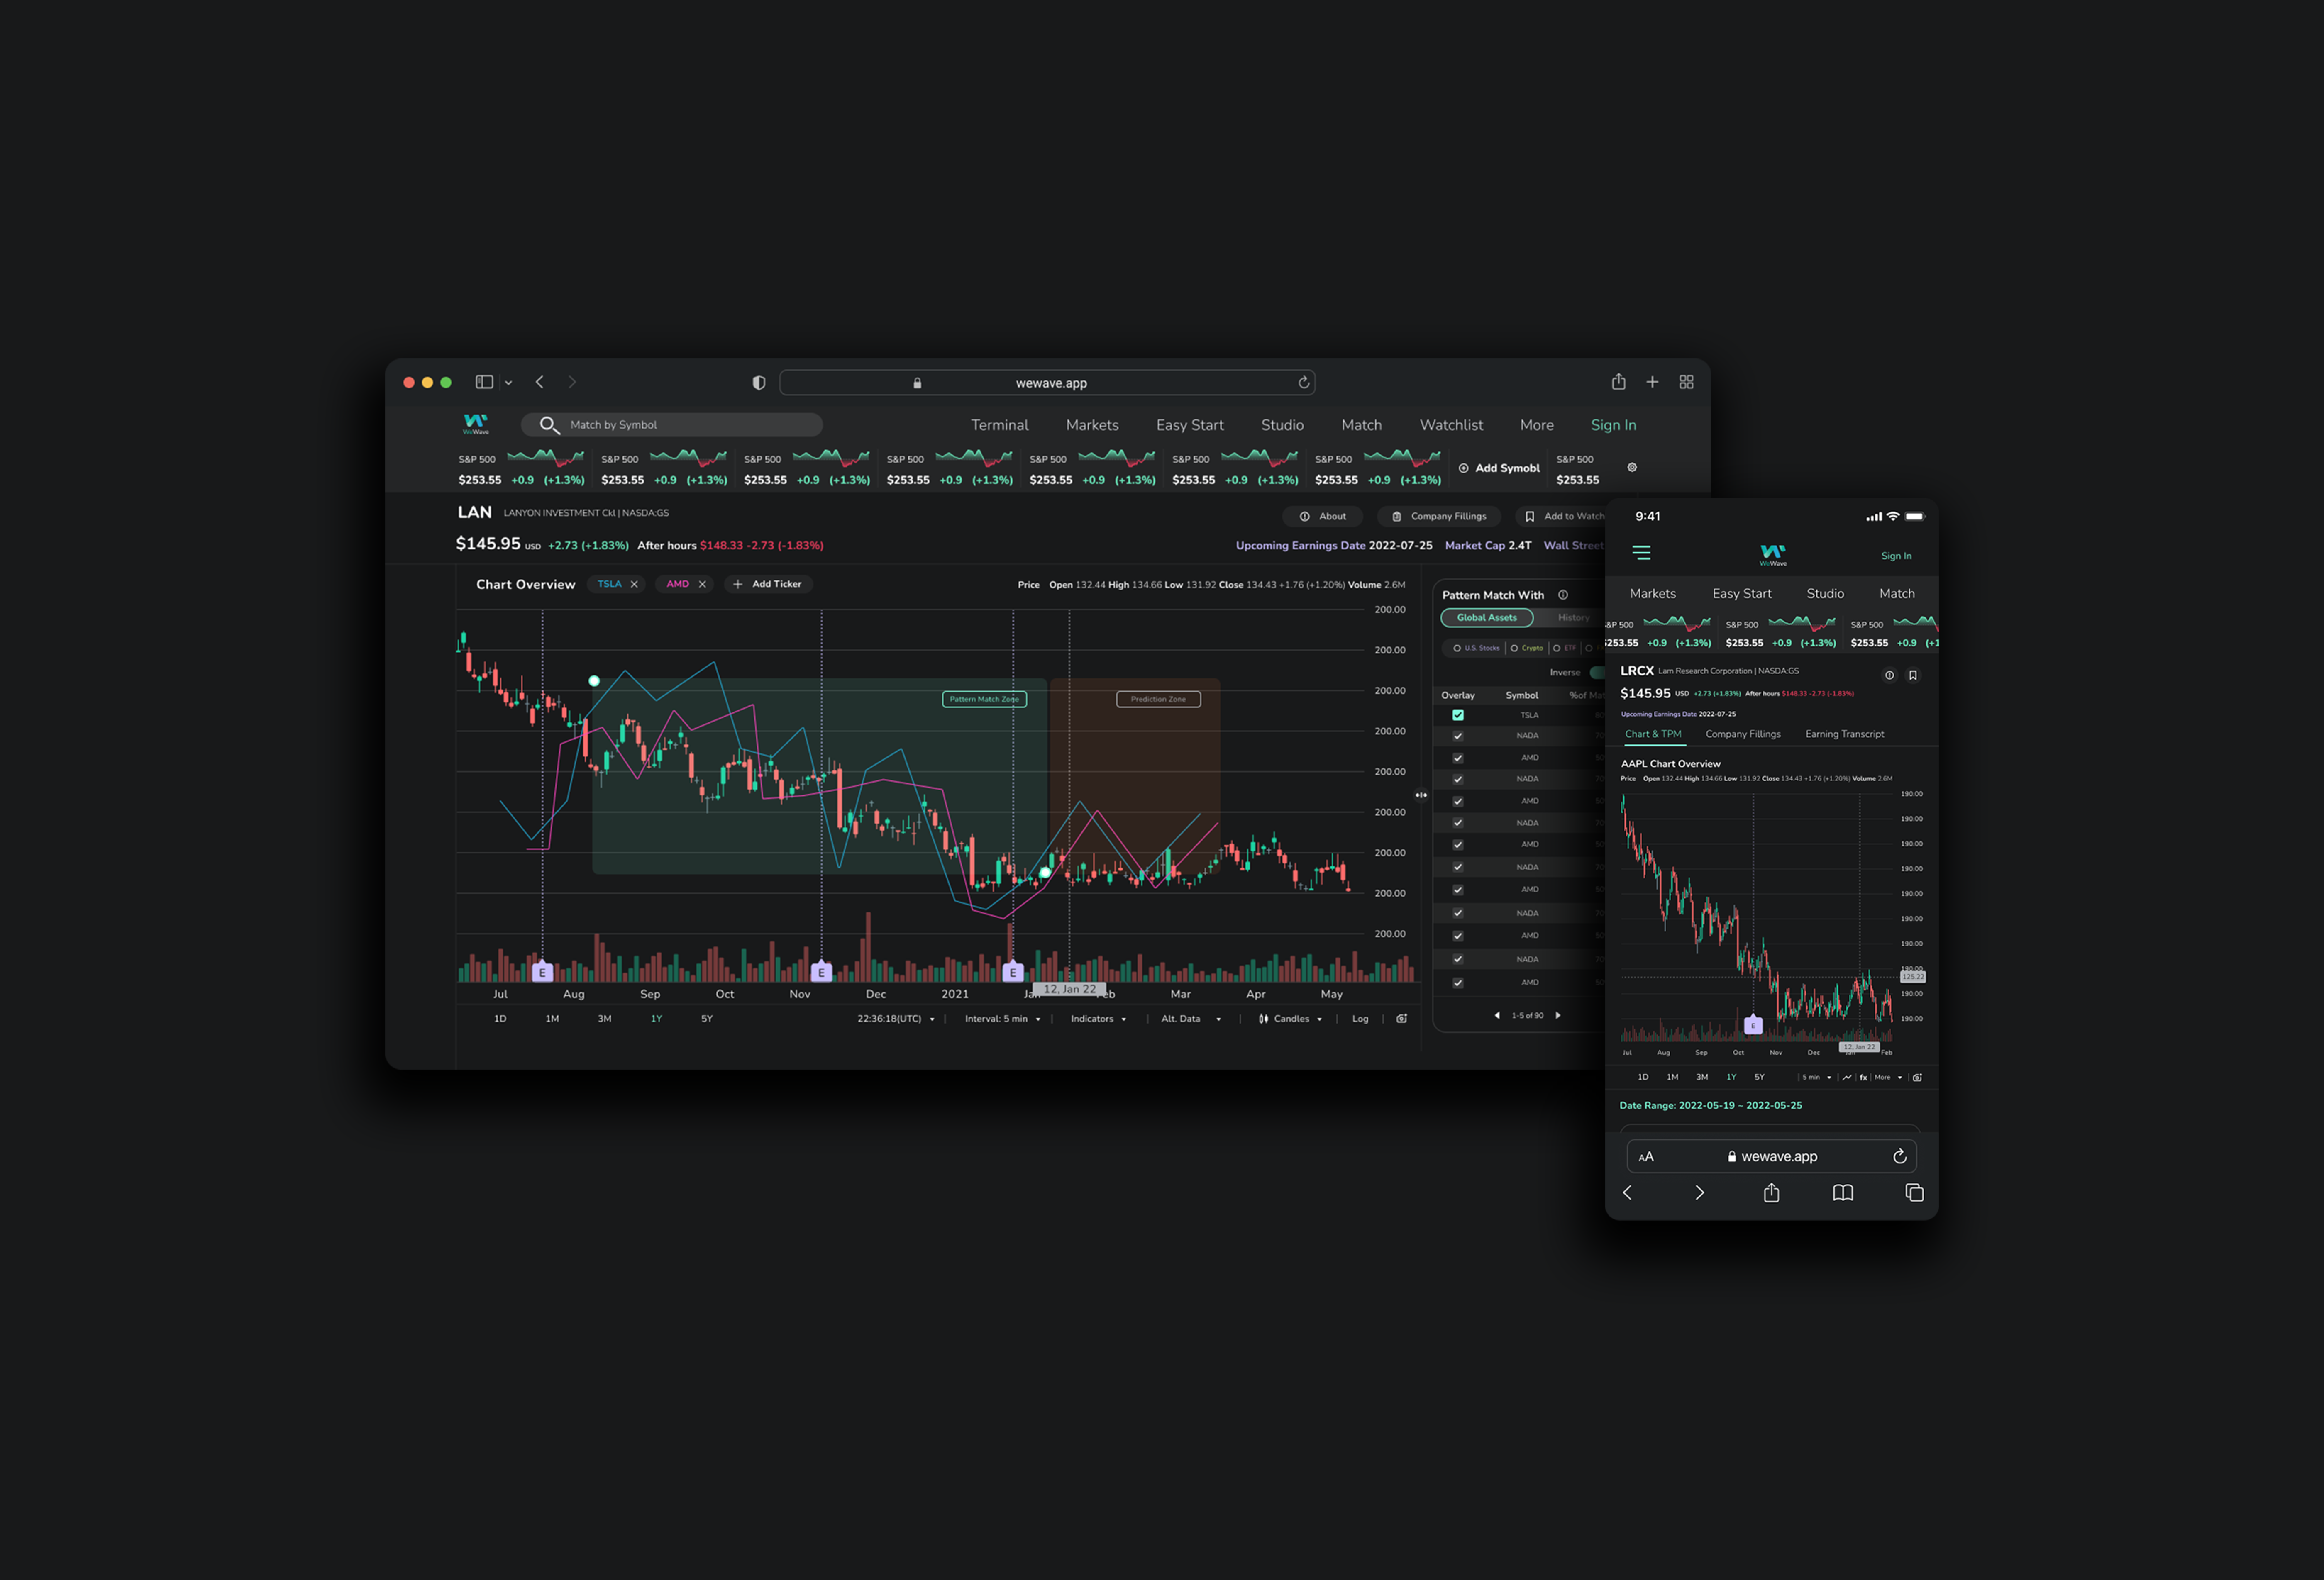 wewave.app
WeWave
Match by Symbol
Terminal Markets Easy Start Studio Match Watchlist More Sign In
S&P 500 S&P 500 S&P 500 S&P 500 S&P 500 S&P 500 S&P 500 S&P 500
$253.55 +0.9 (+1.3%) $253.55 +0.9 (+1.3%) $253.55 +0.9 (+1.3%) $253.55 +0.9 (+1.3%) $253.55 +0.9 (+1.3%) $253.55 +0.9 (+1.3%) $253.55 +0.9 (+1.3%) Add Symobl $253.55
LAN LANYON INVESTMENT Ckl | NASDA:GS
About Company Fillings Add to Watch
$145.95 USD +2.73 (+1.83%) After hours $148.33 -2.73 (-1.83%)
Upcoming Earnings Date 2022-07-25 Market Cap 2.4T Wall Street
Chart Overview TSLA AMD Add Ticker
Price Open 132.44 High 134.66 Low 131.92 Close 134.43 +1.76 (+1.20%) Volume 2.6M
200.00
200.00
200.00
200.00
200.00
200.00
200.00
200.00
200.00
Pattern Match Zone
Prediction Zone
E E E
12, Jan 22
Jul Aug Sep Oct Nov Dec 2021 Feb Mar Apr May
1D 1M 3M 1Y 5Y
22:36:18(UTC) Interval: 5 min Indicators Alt. Data Candles Log
Pattern Match With
Global Assets History
U.S. Stocks Crypto ETF
Inverse
Overlay Symbol %of Mat
TSLA
NADA
AMD
NADA
AMD
NADA
AMD
NADA
AMD
NADA
AMD
NADA
AMD
1-5 of 90
9:41
WeWave
Sign In
Markets Easy Start Studio Match
&P 500 S&P 500 S&P 500
$253.55 +0.9 (+1.3%) $253.55 +0.9 (+1.3%) $253.55 +0.9 (+1
LRCX Lam Research Corporation | NASDA:GS
$145.95 USD +2.73 (+1.83%) After hours $148.33 -2.73 (-1.83%)
Upcoming Earnings Date 2022-07-25
Chart & TPM Company Fillings Earning Transcript
AAPL Chart Overview
Price Open 132.44 High 134.66 Low 131.92 Close 134.43 +1.76 (+1.20%) Volume 2.6M
190.00
190.00
190.00
190.00
190.00
190.00
190.00
190.00
125.22
190.00
190.00
E
12, Jan 22
Jul Aug Sep Oct Nov Dec Feb
1D 1M 3M 1Y 5Y 5 min fx More
Date Range: 2022-05-19 ~ 2022-05-25
AA wewave.app